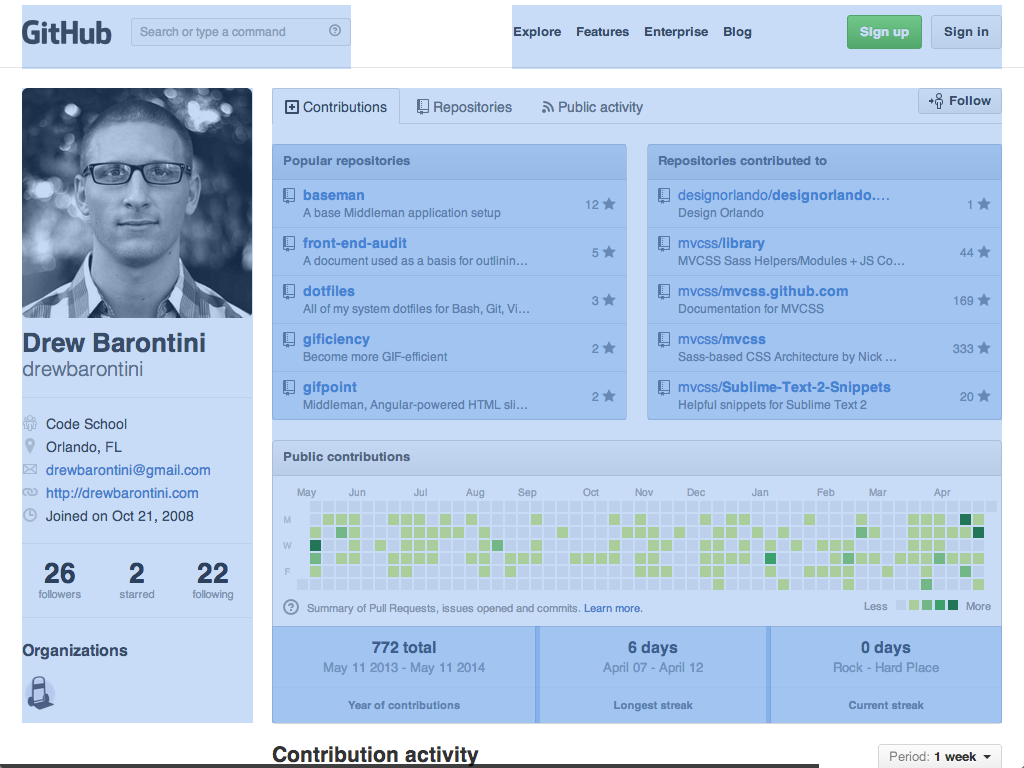 GitHub
Search or type a command
Explore Features Enterprise Blog
Sign up
Sign in
Contributions
Repositories
Public activity
Follow
Drew Barontini
drewbarontini
Code School
Orlando, FL
drewbarontini@gmail.com
http://drewbarontini.com
Joined on Oct 21, 2008
26 2 22
followers starred following
Organizations
Popular repositories
baseman
A base Middleman application setup
12
front-end-audit
A document used as a basis for outlinin…
5
dotfiles
All of my system dotfiles for Bash, Git, Vi…
3
gificiency
Become more GIF-efficient
2
gifpoint
Middleman, Angular-powered HTML sli…
2
Repositories contributed to
designorlando/designorlando.…
Design Orlando
1
mvcss/library
MVCSS Sass Helpers/Modules + JS Co…
44
mvcss/mvcss.github.com
Documentation for MVCSS
169
mvcss/mvcss
Sass-based CSS Architecture by Nick …
333
mvcss/Sublime-Text-2-Snippets
Helpful snippets for Sublime Text 2
20
Public contributions
May Jun Jul Aug Sep Oct Nov Dec Jan Feb Mar Apr
M
W
F
Summary of Pull Requests, issues opened and commits. Learn more.
Less More
772 total
May 11 2013 - May 11 2014
Year of contributions
6 days
April 07 - April 12
Longest streak
0 days
Rock - Hard Place
Current streak
Contribution activity
Period: 1 week